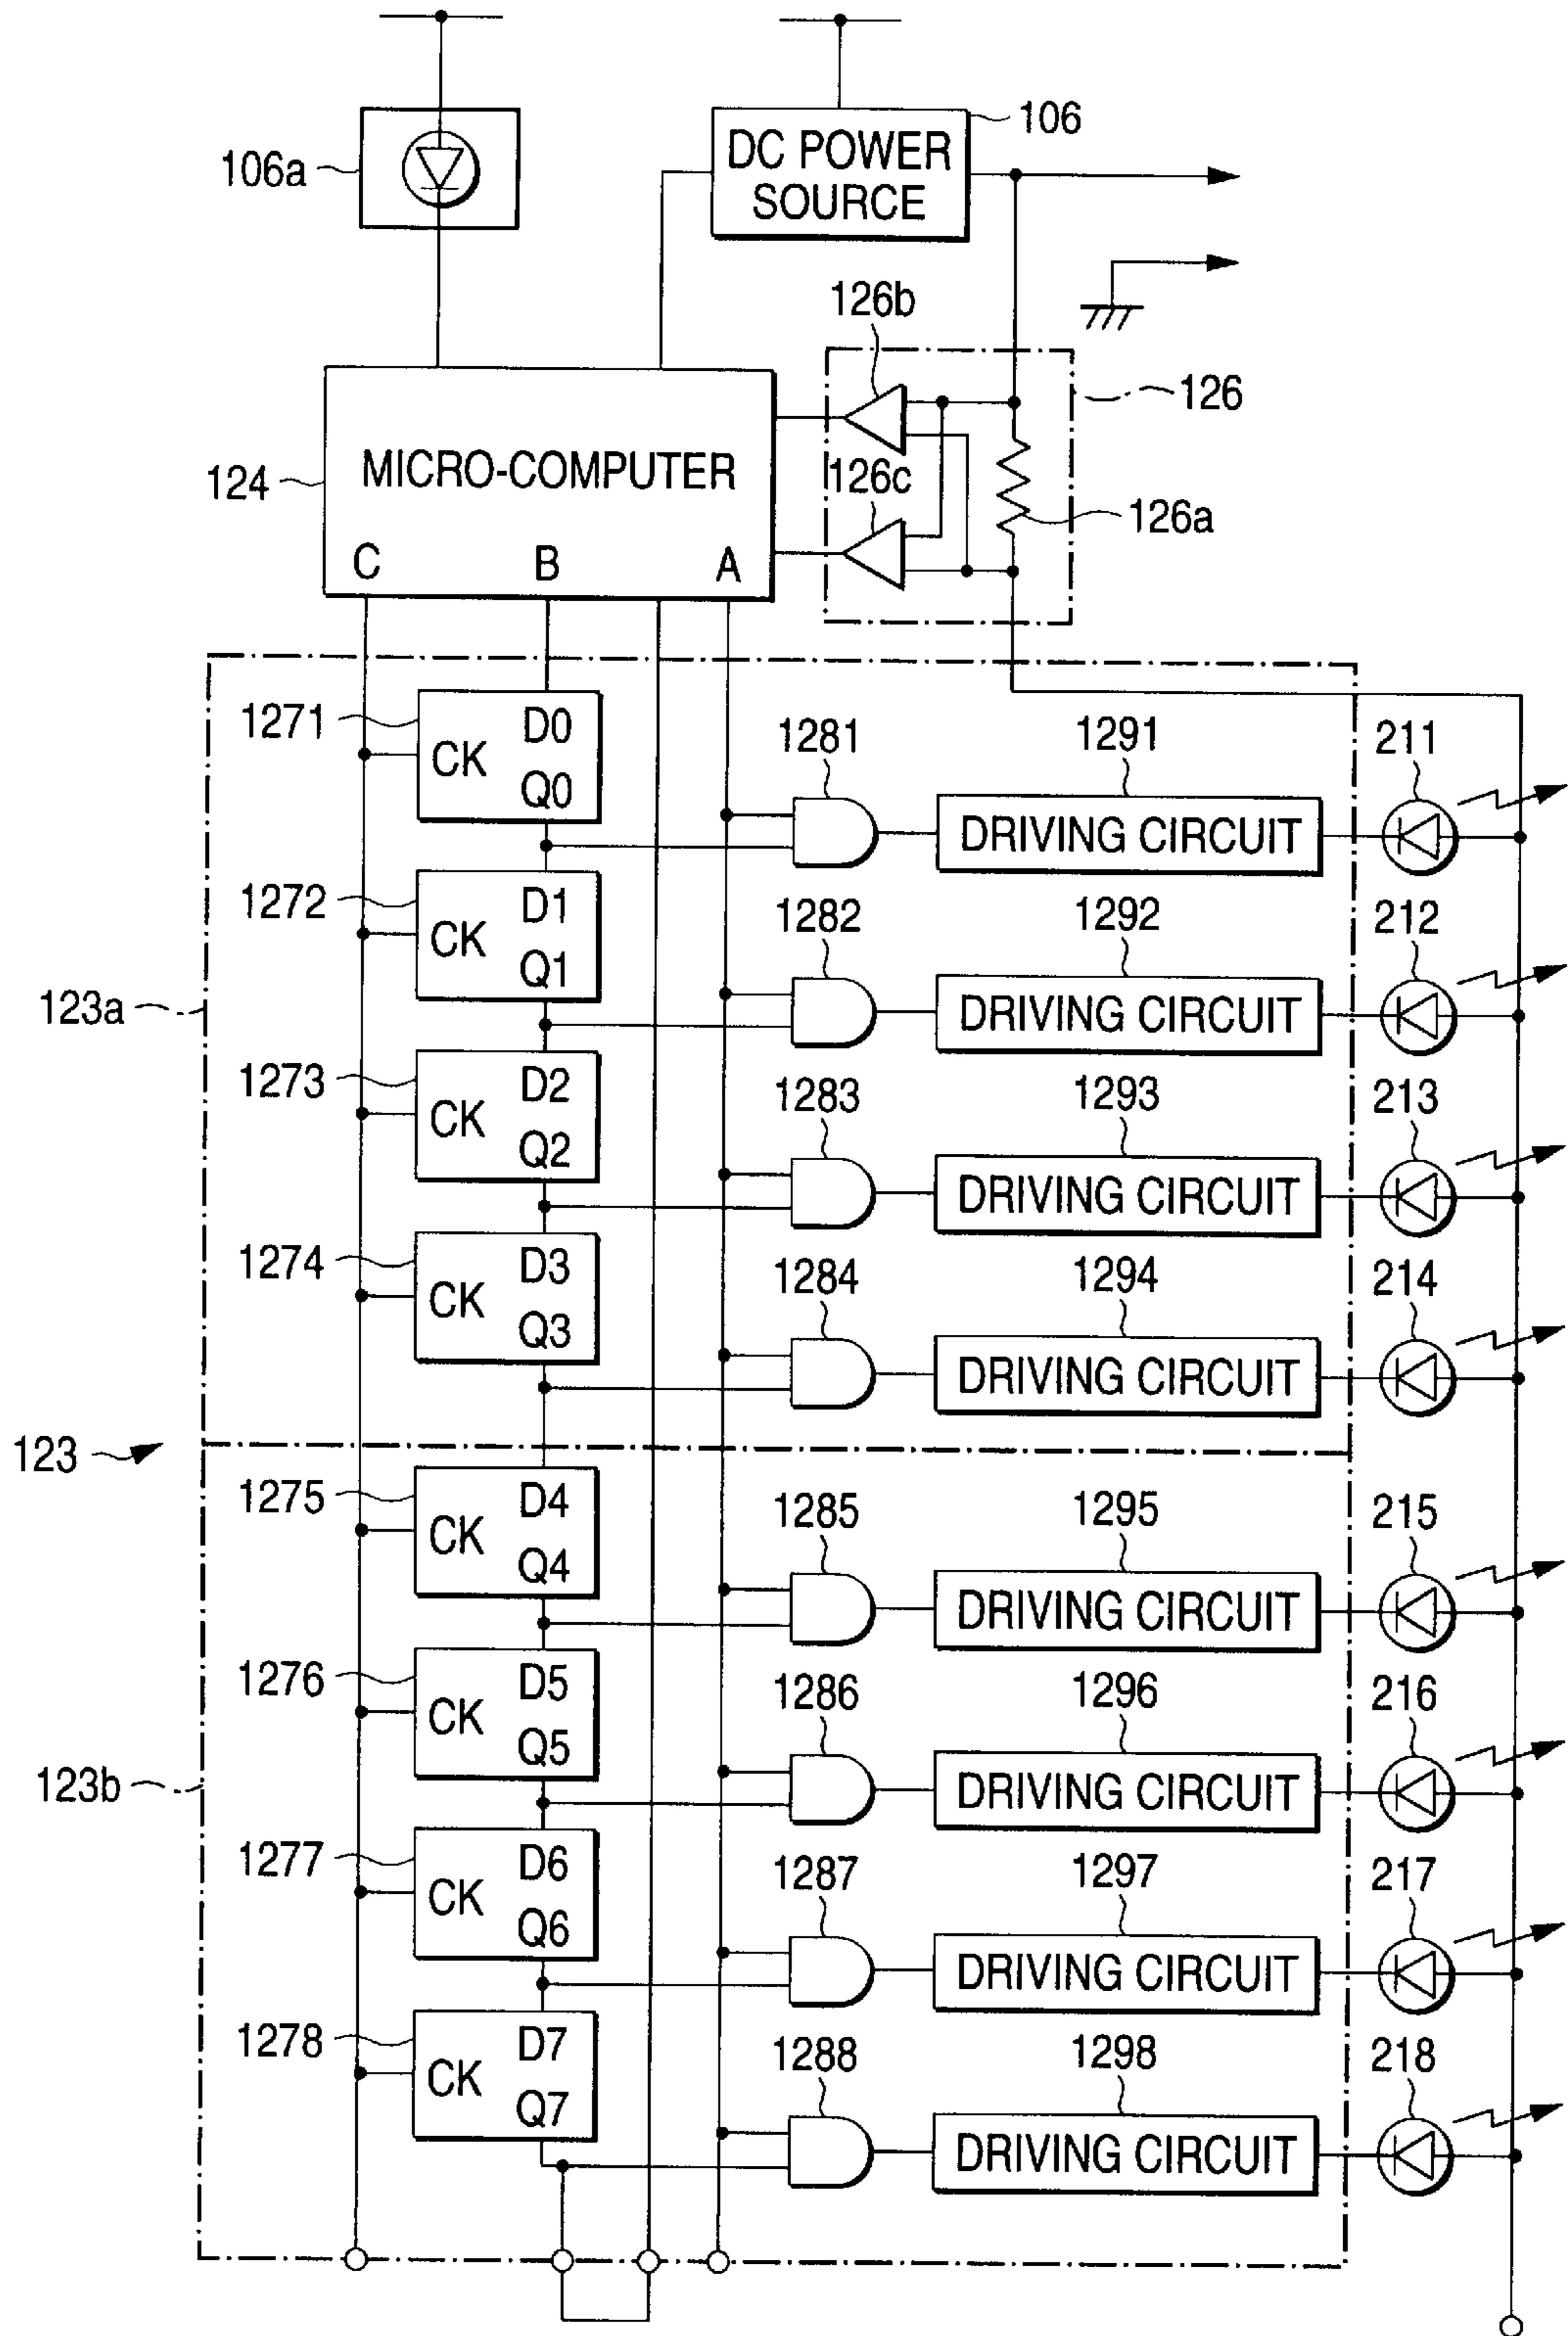 106
106a
DC POWER
SOURCE
126b
126
124
MICRO-COMPUTER
126c
126a
C B A
1271
D0
CK
Q0
1281
1291
211
DRIVING CIRCUIT
1272
D1
CK
Q1
1282
1292
212
DRIVING CIRCUIT
123a
1273
D2
CK
Q2
1283
1293
213
DRIVING CIRCUIT
1274
D3
CK
Q3
1284
1294
214
DRIVING CIRCUIT
123
1275
D4
CK
Q4
1285
1295
215
DRIVING CIRCUIT
1276
D5
CK
Q5
1286
1296
216
DRIVING CIRCUIT
123b
1277
D6
CK
Q6
1287
1297
217
DRIVING CIRCUIT
1278
D7
CK
Q7
1288
1298
218
DRIVING CIRCUIT